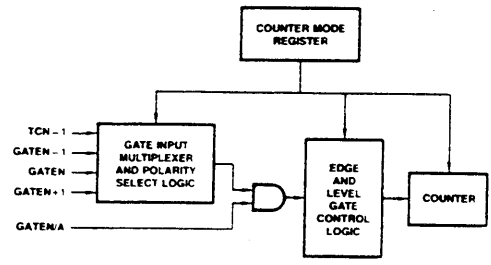 COUNTER MODE
REGISTER
TCN – 1
GATEN – 1
GATEN
GATEN + 1
GATEN/A
GATE INPUT
MULTIPLEXER
AND POLARITY
SELECT LOGIC
EDGE
AND
LEVEL
GATE
CONTROL
LOGIC
COUNTER